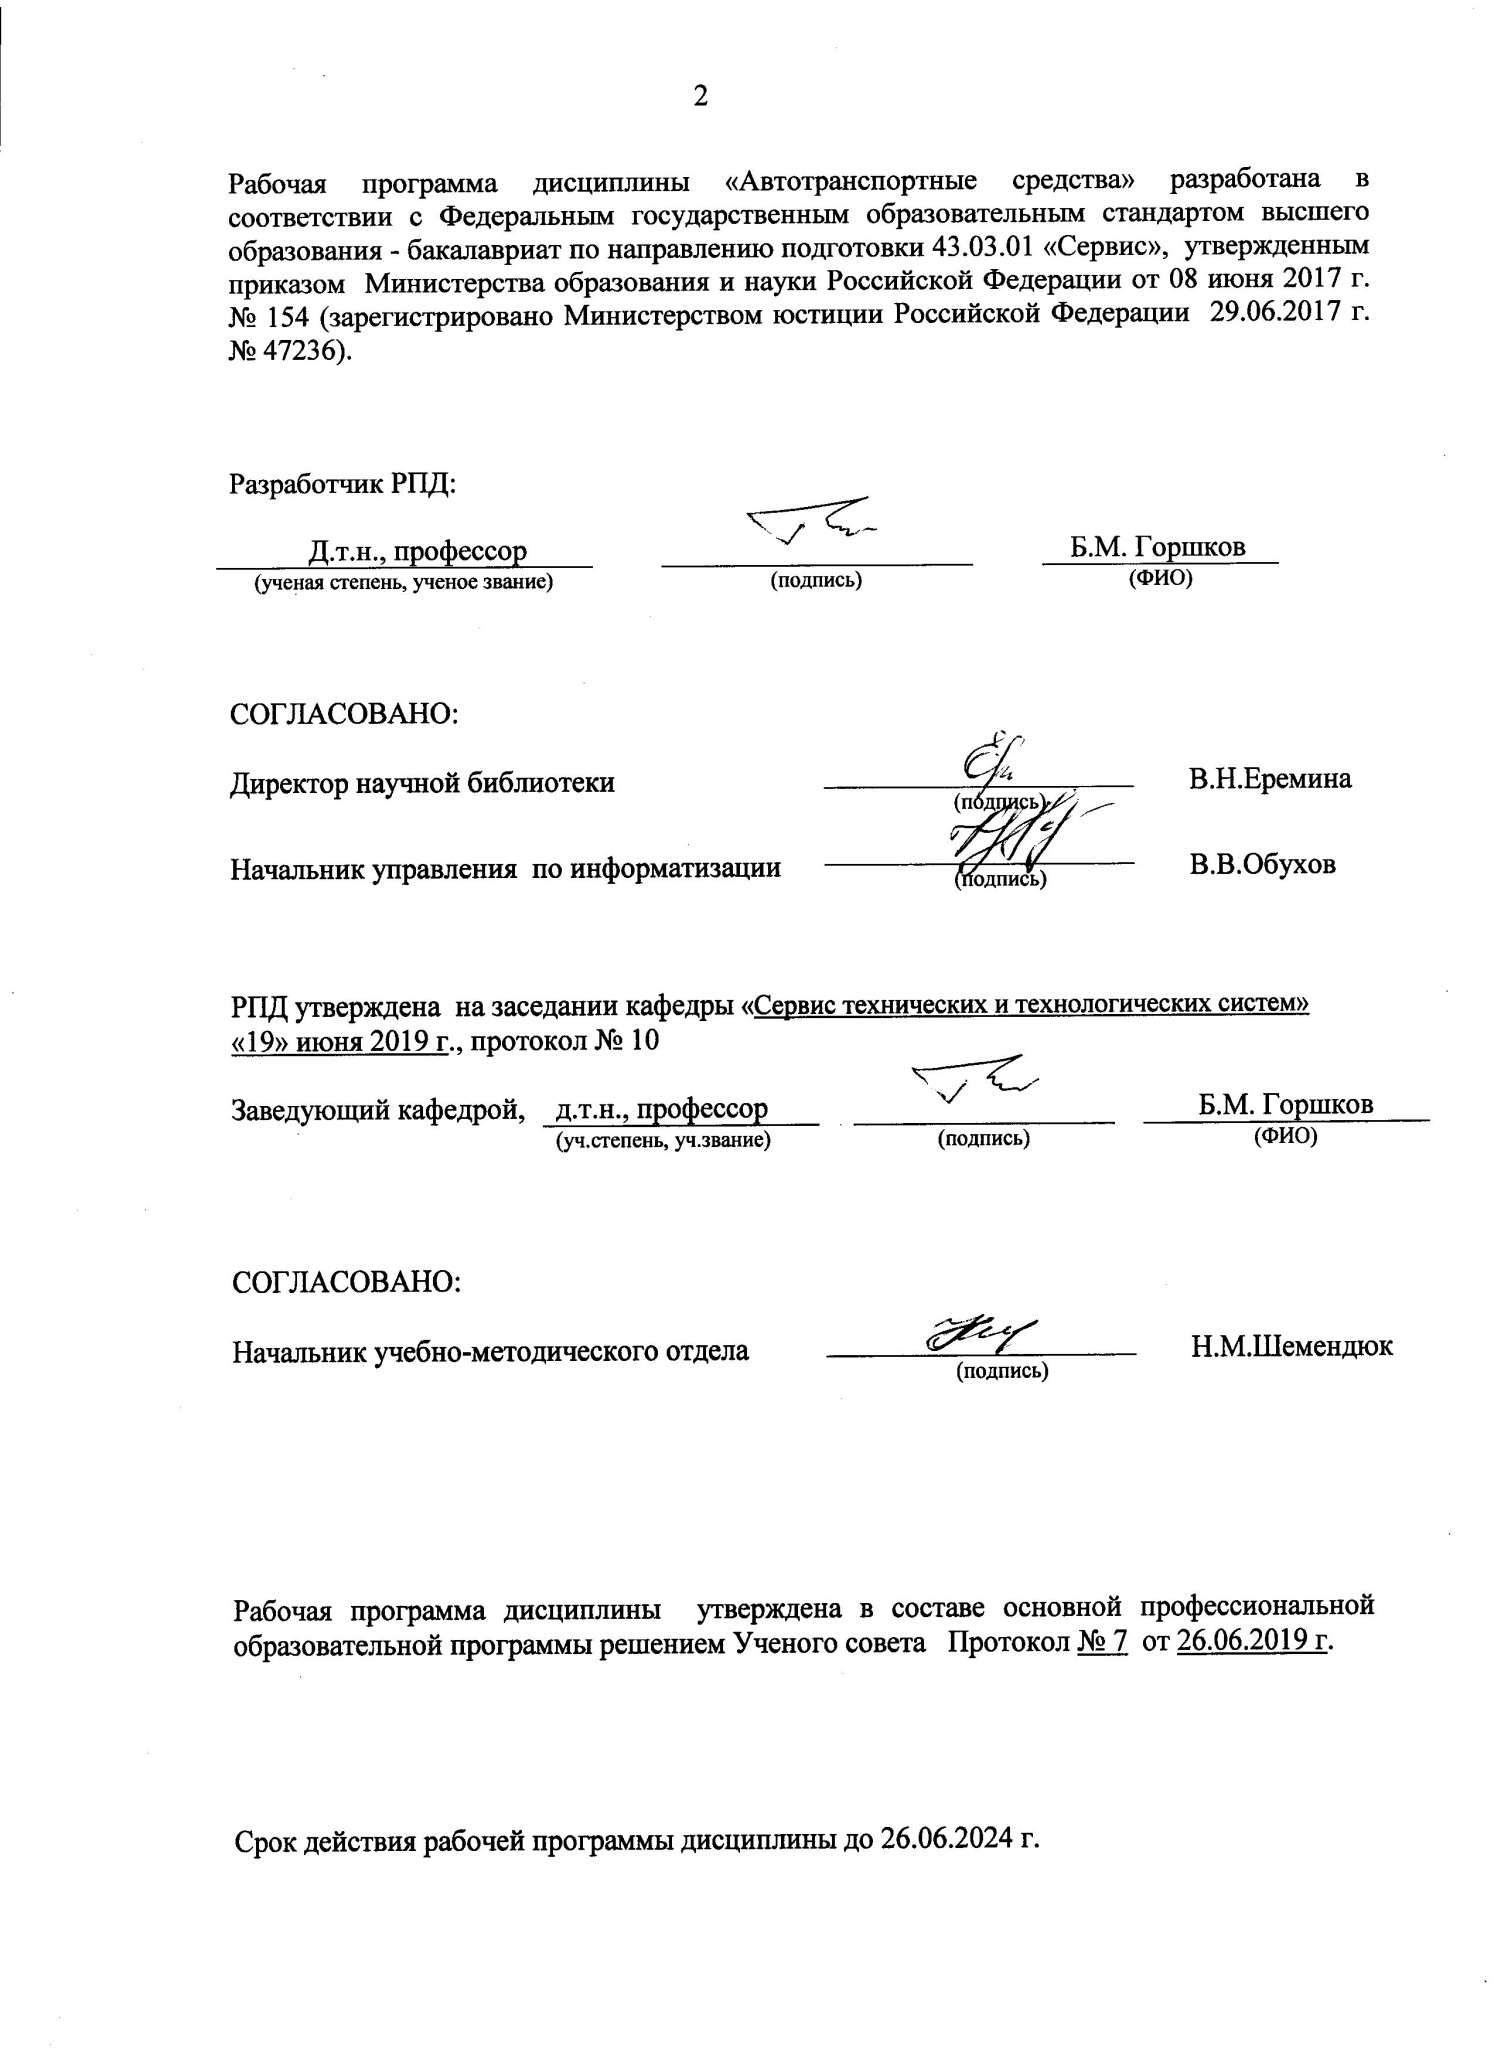 2
Рабочая программа дисциплины «Автотранспортные средства» разработана в
соответствии с Федеральным государственным образовательным стандартом высшего
образования - бакалавриат по направлению подготовки 43.03.01 «Сервис», утвержденным
приказом Министерства образования и науки Российской Федерации от 08 июня 2017 г.
№ 154 (зарегистрировано Министерством юстиции Российской Федерации 29.06.2017 г.
№ 47236).
Разработчик РПД:
Д.т.н., профессор Б.М. Горшков
(ученая степень, ученое звание) (подпись) (ФИО)
СОГЛАСОВАНО:
Директор научной библиотеки В.Н.Еремина
(подпись)
Начальник управления по информатизации В.В.Обухов
(подпись)
РПД утверждена на заседании кафедры «Сервис технических и технологических систем»
«19» июня 2019 г., протокол № 10
Заведующий кафедрой, д.т.н., профессор Б.М. Горшков
(уч.степень, уч.звание) (подпись) (ФИО)
СОГЛАСОВАНО:
Начальник учебно-методического отдела Н.М.Шемендюк
(подпись)
Рабочая программа дисциплины утверждена в составе основной профессиональной
образовательной программы решением Ученого совета Протокол № 7 от 26.06.2019 г.
Срок действия рабочей программы дисциплины до 26.06.2024 г.